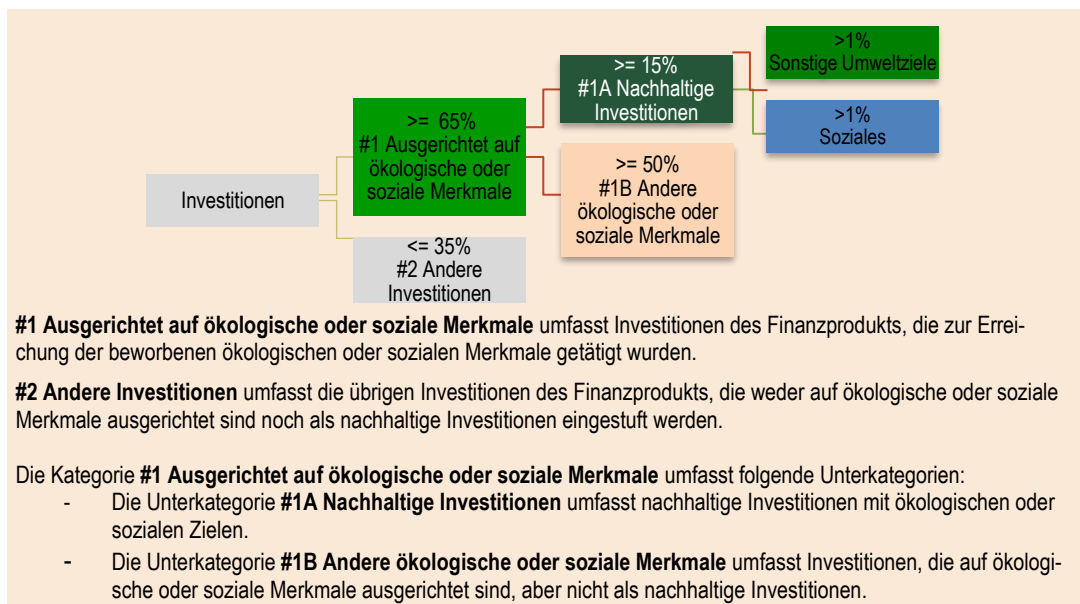 >1%
Sonstige Umweltziele
>= 15%
#1A Nachhaltige
Investitionen
>1%
Soziales
>= 65%
#1 Ausgerichtet auf
ökologische oder
soziale Merkmale
>= 50%
#1B Andere
ökologische oder
soziale Merkmale
Investitionen
<= 35%
#2 Andere
Investitionen
#1 Ausgerichtet auf ökologische oder soziale Merkmale umfasst Investitionen des Finanzprodukts, die zur Errei-
chung der beworbenen ökologischen oder sozialen Merkmale getätigt wurden.
#2 Andere Investitionen umfasst die übrigen Investitionen des Finanzprodukts, die weder auf ökologische oder soziale
Merkmale ausgerichtet sind noch als nachhaltige Investitionen eingestuft werden.
Die Kategorie #1 Ausgerichtet auf ökologische oder soziale Merkmale umfasst folgende Unterkategorien:
- Die Unterkategorie #1A Nachhaltige Investitionen umfasst nachhaltige Investitionen mit ökologischen oder
sozialen Zielen.
- Die Unterkategorie #1B Andere ökologische oder soziale Merkmale umfasst Investitionen, die auf ökologi-
sche oder soziale Merkmale ausgerichtet sind, aber nicht als nachhaltige Investitionen.